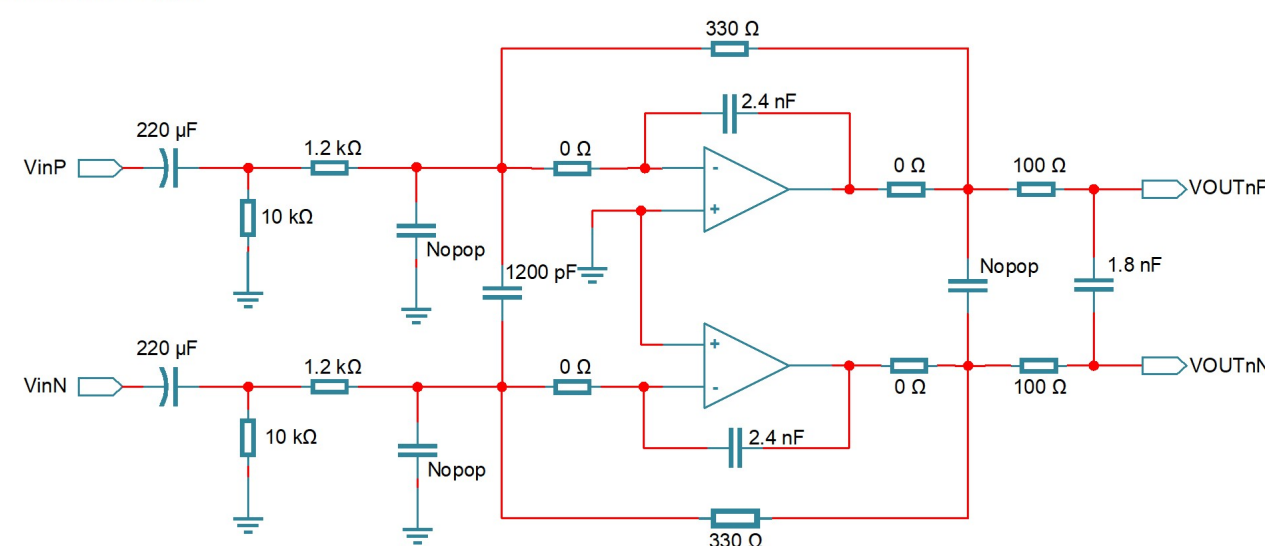 330 Ω
2.4 nF
220 µF
1.2 kΩ
0 Ω
0 Ω
100 Ω
VinP
-
+
VOUTnP
10 kΩ
Nopop
1200 pF
Nopop
1.8 nF
220 µF
1.2 kΩ
0 Ω
+
-
VinN
VOUTnN
0 Ω
100 Ω
10 kΩ
2.4 nF
Nopop
330 Ω